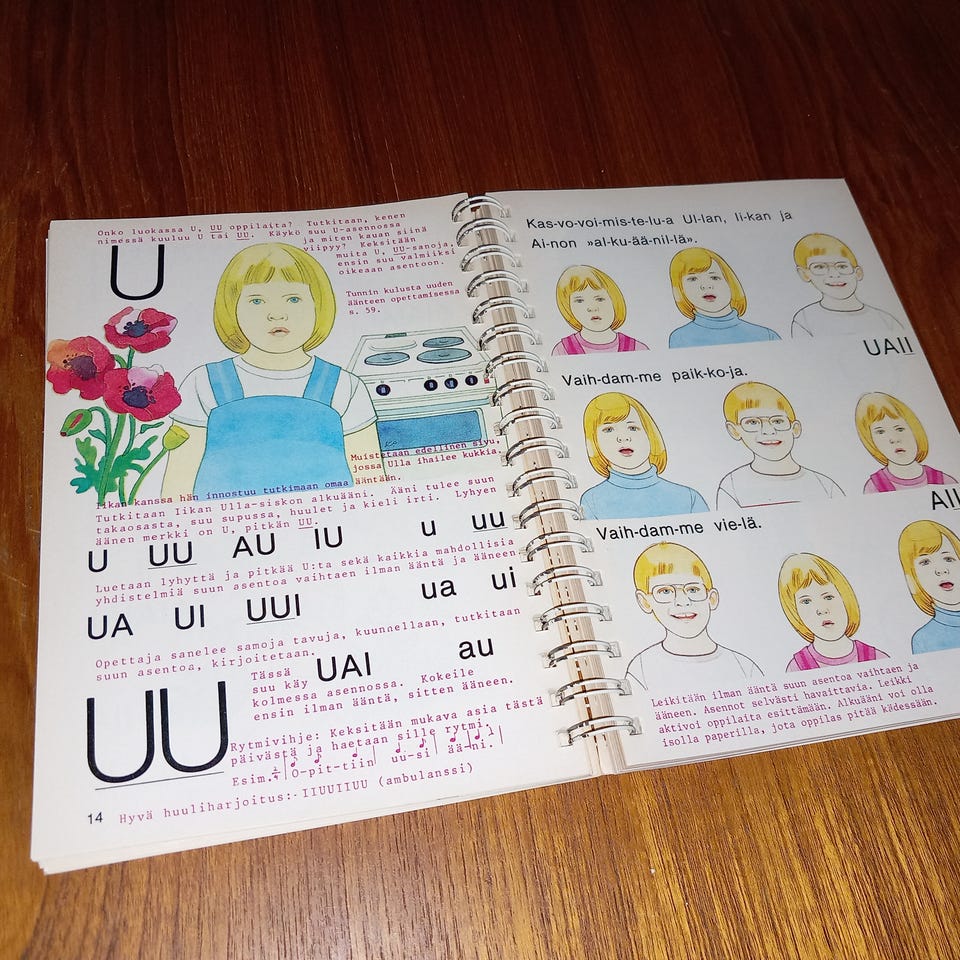 Onko luokassa U, UU oppilaita?
nimessä kuuluu U tai UU. Käykö
Tutkitaan, kenen
suu U-asennossa
ja miten kauan siinä
viipyy? Keksitään
muita U, UU-sanoja,
ensin suu valmiiksi
oikeaan asentoon.
Tunnin kulusta uuden
äänteen opettamisessa
s. 59.
U
Muistetaan edellinen sivu,
jossa Ulla ihailee kukkia.
Iikan kanssa hän innostuu tutkimaan omaa ääntään.
Tutkitaan Iikan Ulla-siskon alkuääni. Ääni tulee suun
takaosasta, suu supussa, huulet ja kieli irti. Lyhyen
äänen merkki on U, pitkän UU.
U UU AU IU u uu
Luetaan lyhyttä ja pitkää U:ta sekä kaikkia mahdollisia
yhdistelmiä suun asentoa vaihtaen ilman ääntä ja ääneen
UA UI UUI ua ui
Opettaja sanelee samoja tavuja, kuunnellaan, tutkitaan
suun asentoa, kirjoitetaan.
UAI au
Tässä
suu käy
kolmessa asennossa. Kokeile
ensin ilman ääntä, sitten ääneen.
UU
Rytmivihje: Keksitään mukava asia tästä
päivästä ja haetaan sille rytmi.
Esim. O-pit-tiin uu-si ää-ni.
Hyvä huuliharjoitus: IIUUIIUU (ambulanssi)
14
Kas-vo-voi-mis-te-lu-a Ul-lan, Ii-kan ja
Ai-non »al-ku-ää-nil-lä».
UAII
Vaih-dam-me paik-ko-ja.
AII
Vaih-dam-me vie-lä.
Leikitään ilman ääntä suun asentoa vaihtaen ja
ääneen. Asennot selvästi havaittavia. Leikki
aktivoi oppilaita esittämään. Alkuääni voi olla
isolla paperilla, jota oppilas pitää kädessään.